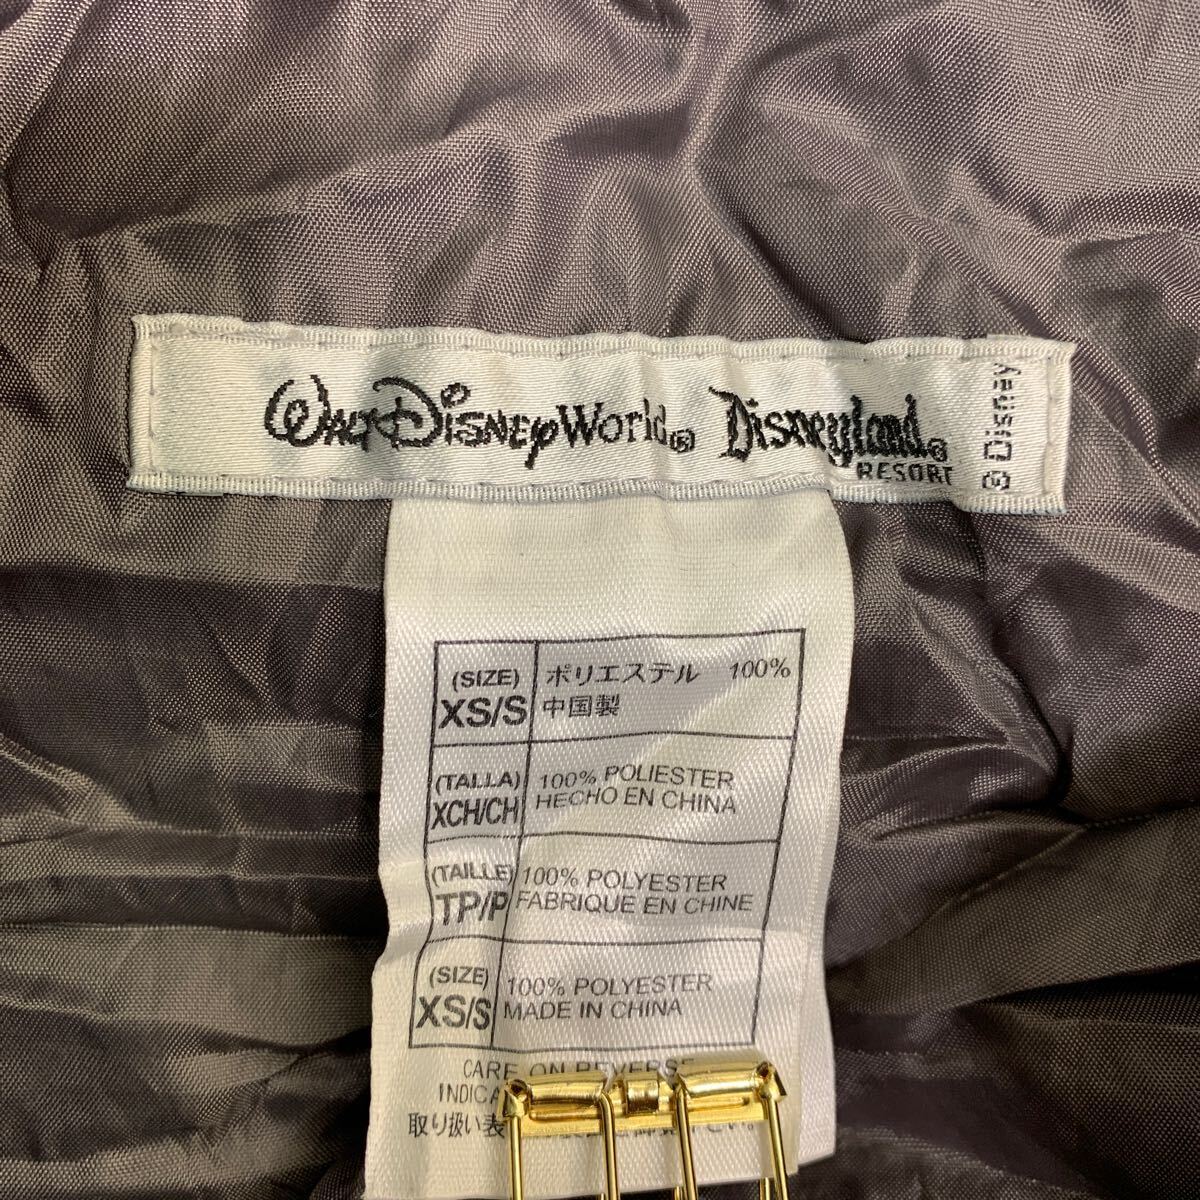 WALT DISNEY World® Disneyland®
RESORT
© Disney
(SIZE)
XS/S
ポリエステル 100%
中国製
(TALLA)
XCH/CH
100% POLIESTER
HECHO EN CHINA
(TAILLE)
TP/P
100% POLYESTER
FABRIQUE EN CHINE
(SIZE)
XS/S
100% POLYESTER
MADE IN CHINA
CARE ON REVERSE
取り扱い表